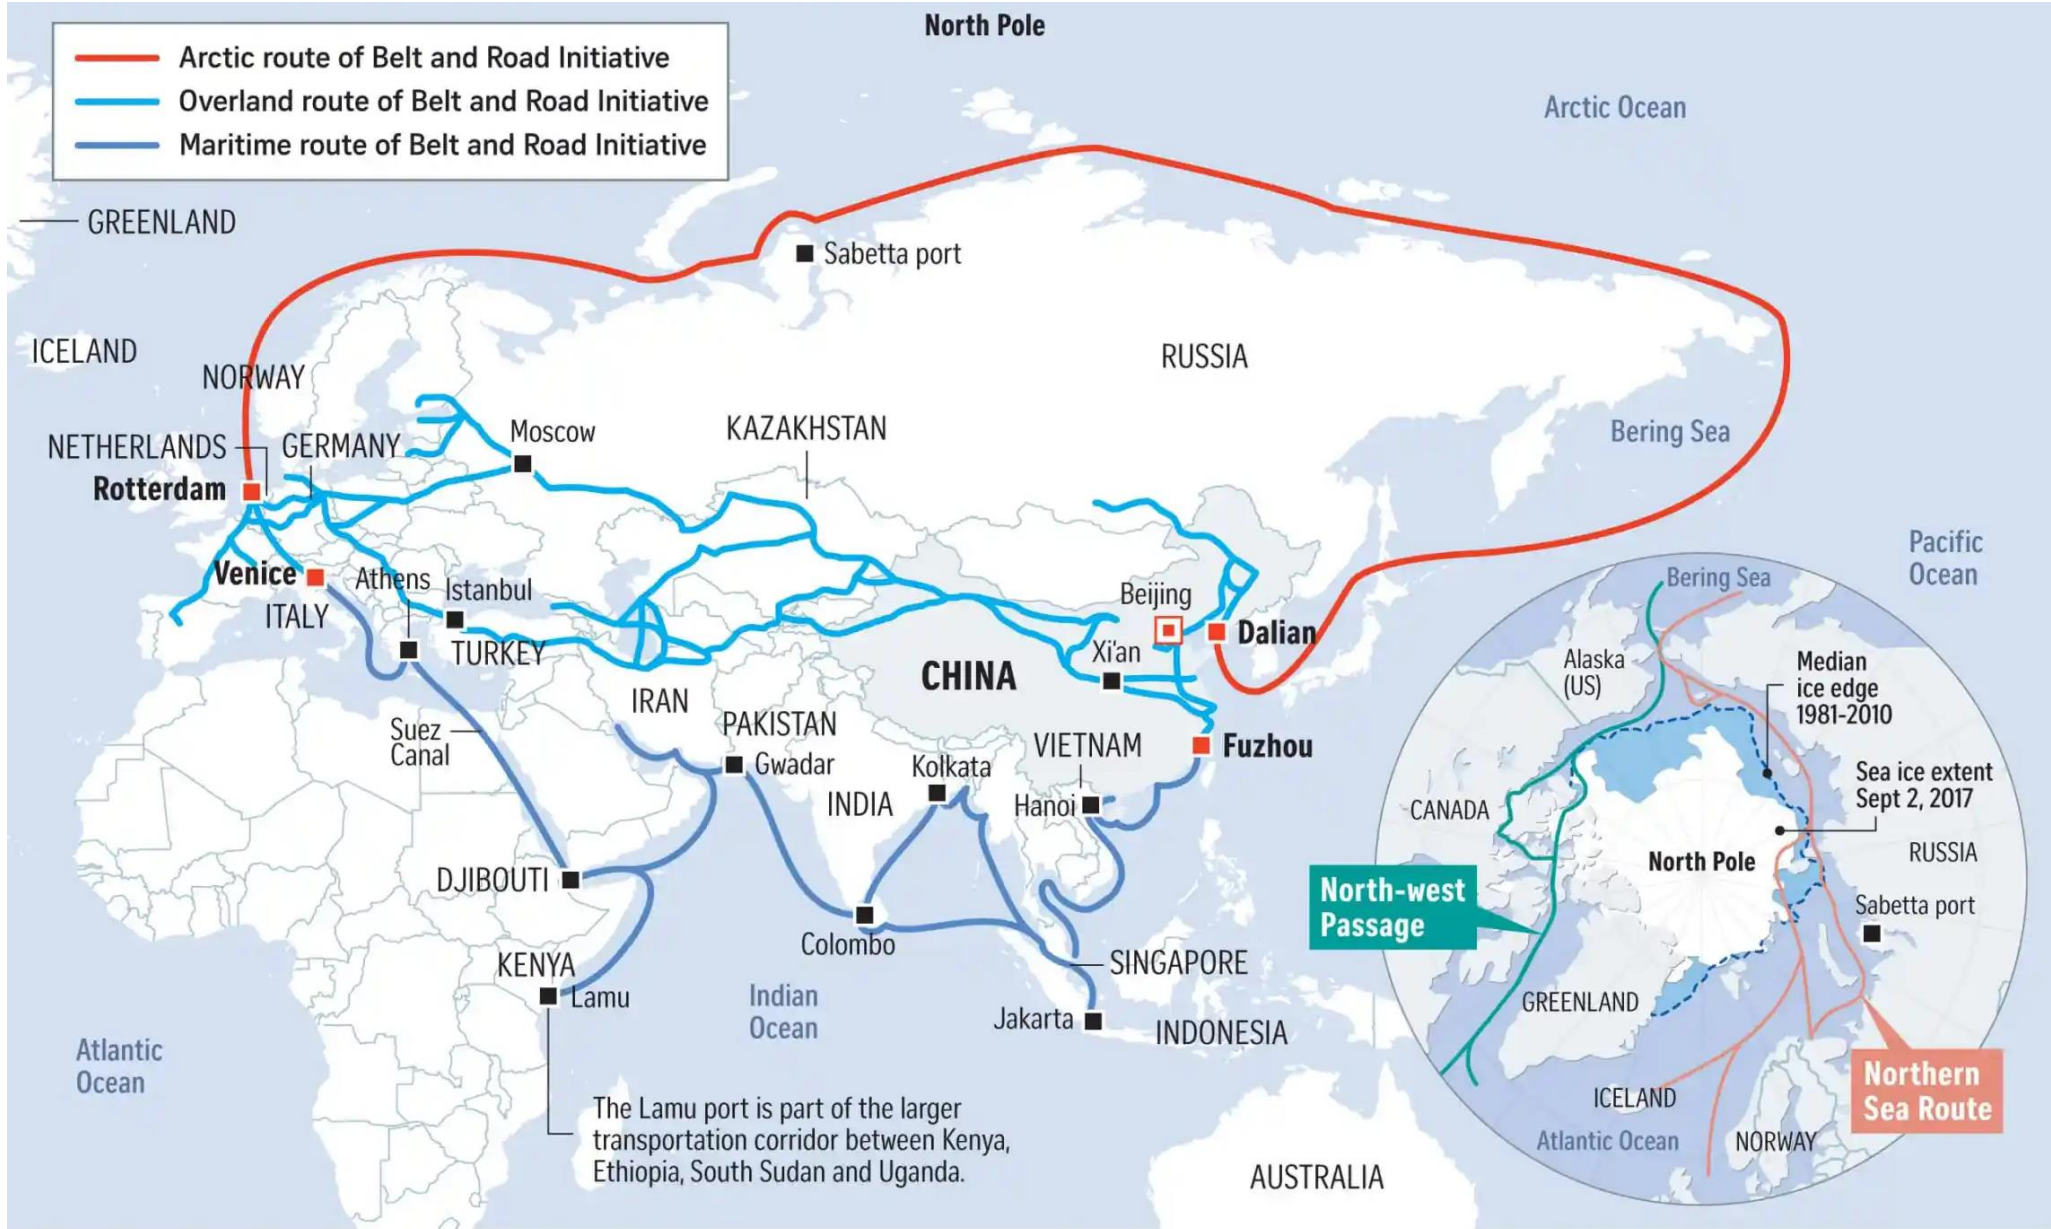 North Pole
Arctic route of Belt and Road Initiative
Overland route of Belt and Road Initiative
Maritime route of Belt and Road Initiative
Arctic Ocean
GREENLAND
Sabetta port
ICELAND
NORWAY
RUSSIA
Bering Sea
KAZAKHSTAN
Moscow
NETHERLANDS
GERMANY
Rotterdam
Pacific
Ocean
Venice
Athens
Istanbul
ITALY
TURKEY
Beijing
Dalian
Xi'an
CHINA
IRAN
PAKISTAN
Suez
Canal
Gwadar
Kolkata
VIETNAM
Fuzhou
INDIA
Hanoi
DJIBOUTI
Colombo
KENYA
Lamu
SINGAPORE
Indian
Ocean
Jakarta
INDONESIA
Atlantic
Ocean
The Lamu port is part of the larger
transportation corridor between Kenya,
Ethiopia, South Sudan and Uganda.
AUSTRALIA
Bering Sea
Alaska
(US)
Median
ice edge
1981-2010
Sea ice extent
Sept 2, 2017
CANADA
North Pole
RUSSIA
North-west
Passage
Sabetta port
GREENLAND
Northern
Sea Route
ICELAND
Atlantic Ocean
NORWAY